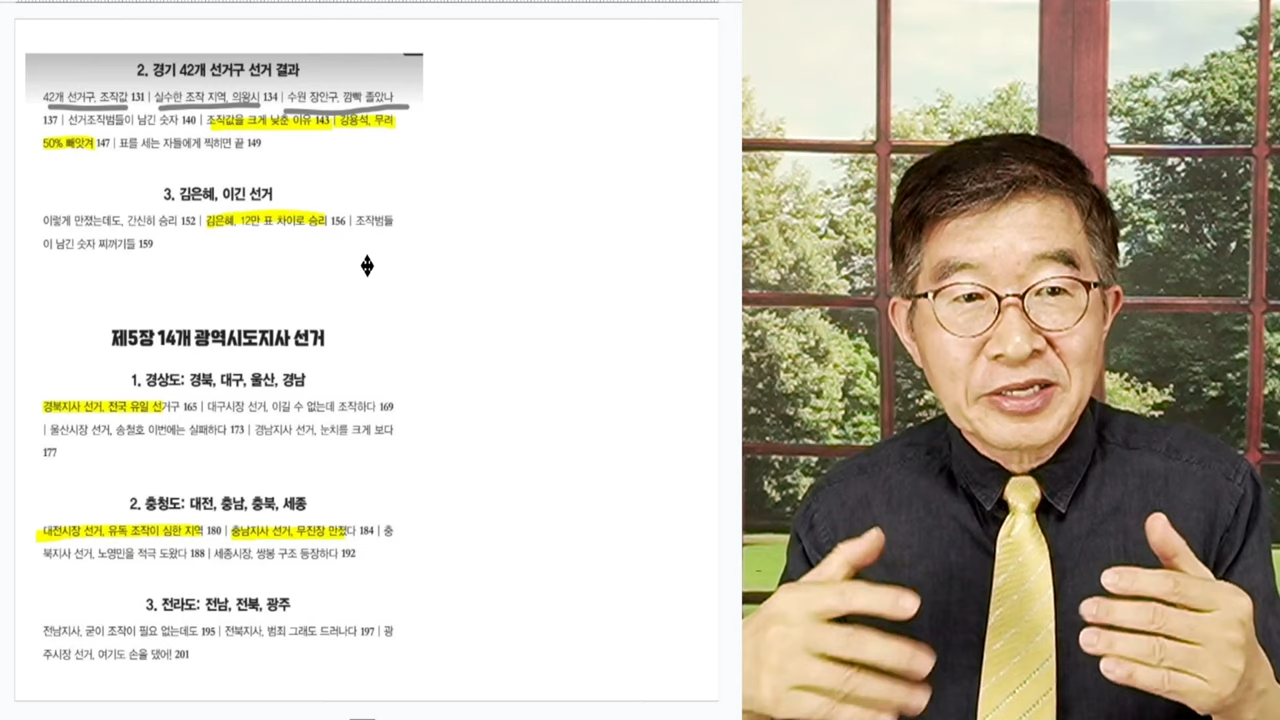 2. 경기 42개 선거구 선거 결과
42개 선거구, 조작값 131 | 실수한 조작 지역, 의왕시 134 | 수원 장안구, 깜빡 졸았나
137 | 선거조작범들이 남긴 숫자 140 | 조작값을 크게 낮춘 이유 143 | 강용석, 무려
50% 빼앗겨 147 | 표를 세는 자들에게 찍히면 끝 149
3. 김은혜, 이긴 선거
이렇게 만졌는데도, 간신히 승리 152 | 김은혜, 12만 표 차이로 승리 156 | 조작범들
이 남긴 숫자 찌꺼기들 159
제5장 14개 광역시도지사 선거
1. 경상도: 경북, 대구, 울산, 경남
경북지사 선거, 전국 유일 선거구 165 | 대구시장 선거, 이길 수 없는데 조작하다 169
| 울산시장 선거, 송철호 이번에는 실패하다 173 | 경남지사 선거, 눈치를 크게 보다
177
2. 충청도: 대전, 충남, 충북, 세종
대전시장 선거, 유독 조작이 심한 지역 180 | 충남지사 선거, 무진장 만졌다 184 | 충
북지사 선거, 노영민을 적극 도왔다 188 | 세종시장, 쌍봉 구조 등장하다 192
3. 전라도: 전남, 전북, 광주
전남지사, 굳이 조작이 필요 없는데도 195 | 전북지사, 범죄 그래도 드러나다 197 | 광
주시장 선거, 여기도 손을 댔어! 201